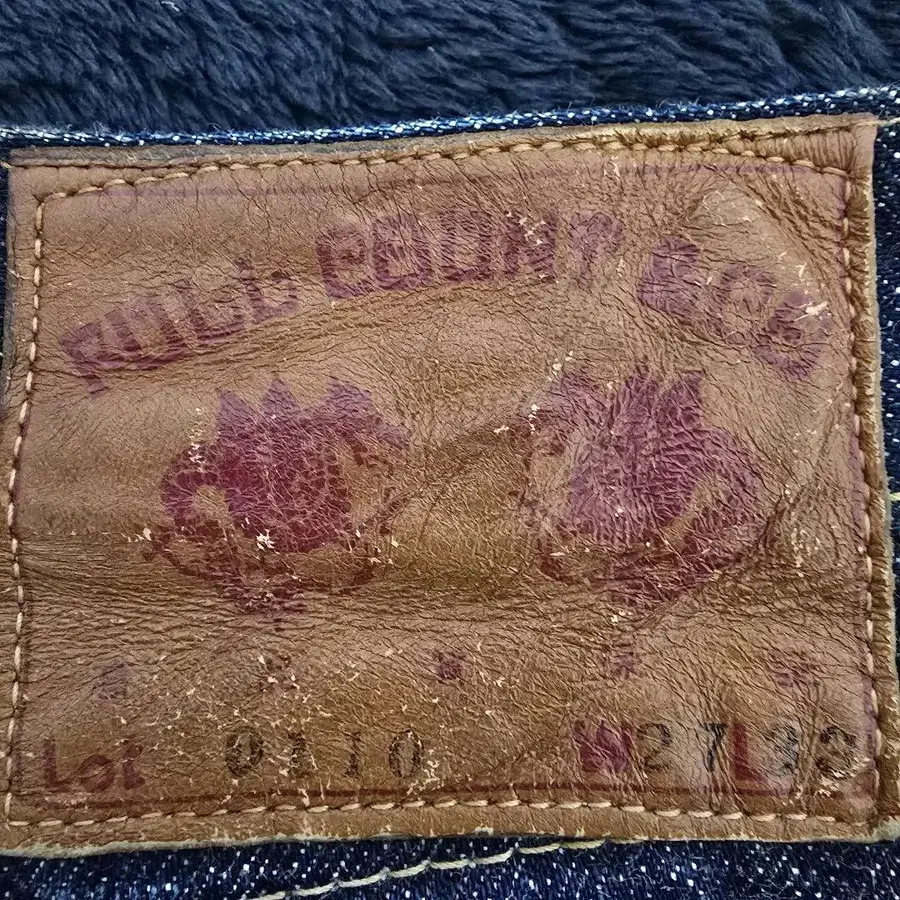 FULL COUNT &CO
Lot 0110 W27L33